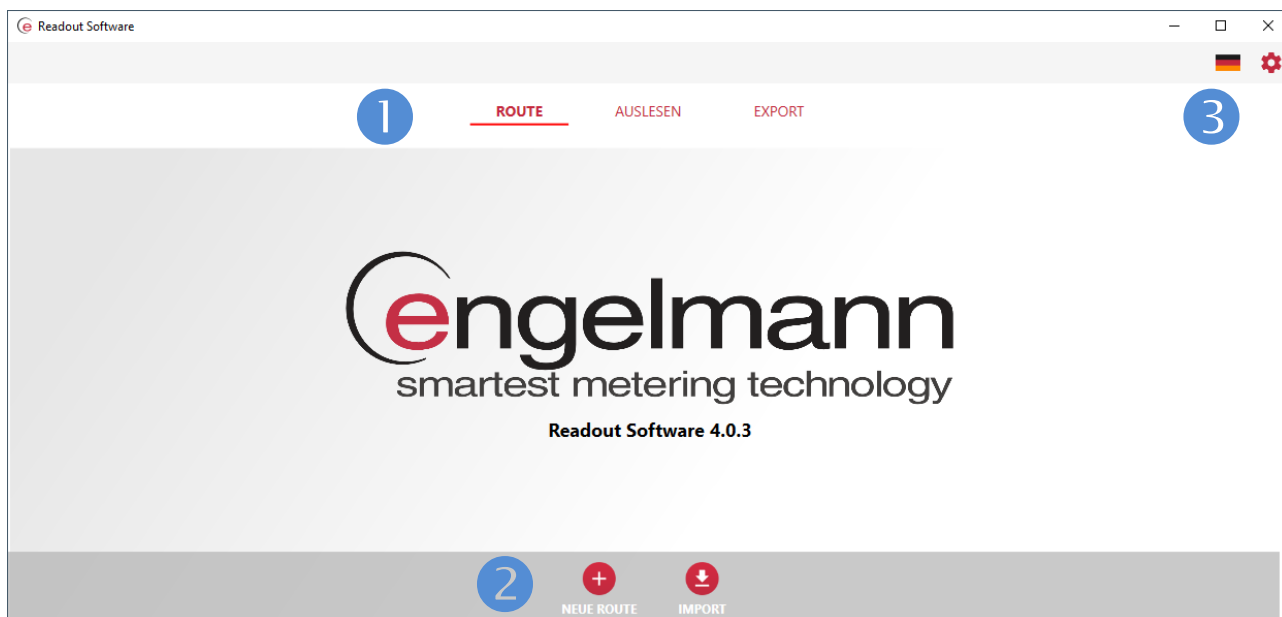 e Readout Software
1 ROUTE AUSLESEN EXPORT 3
engelmann
smartest metering technology
Readout Software 4.0.3
2
NEUE ROUTE IMPORT